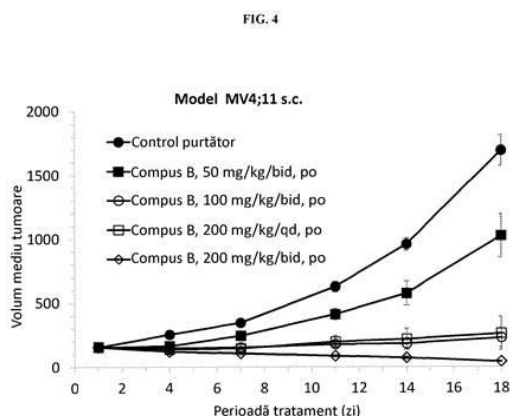 FIG. 4
Model MV4;11 s.c.
Volum mediu tumoare
2000
1500
1000
500
0
Control purtător
Compus B, 50 mg/kg/bid, po
Compus B, 100 mg/kg/bid, po
Compus B, 200 mg/kg/qd, po
Compus B, 200 mg/kg/bid, po
0 2 4 6 8 10 12 14 16 18
Perioadă tratament (zi)